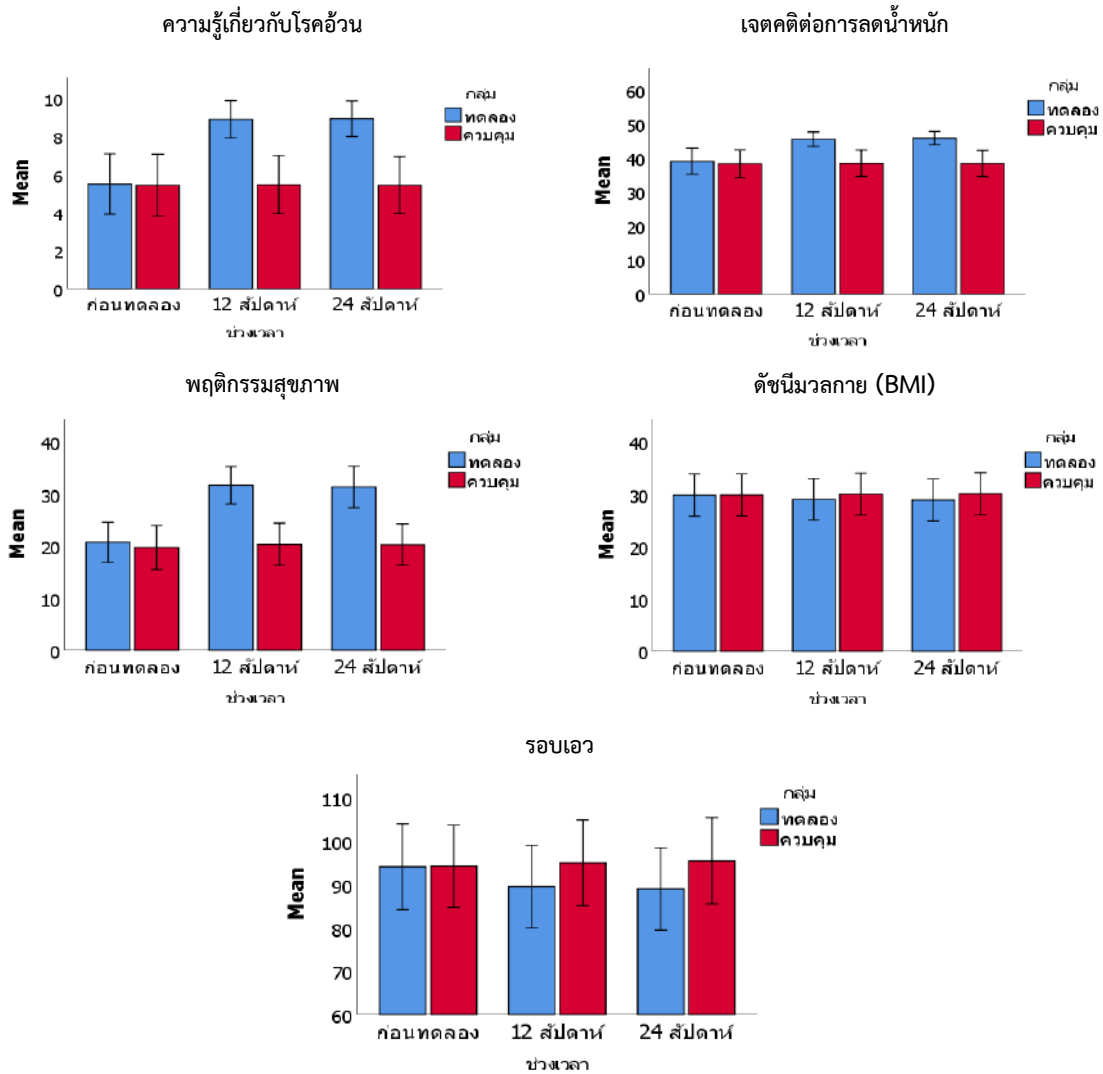 ความรู้เกี่ยวกับโรคอ้วน
10
8
6
4
2
0
Mean
ก่อนทดลอง 12 สัปดาห์ 24 สัปดาห์
ช่วงเวลา
กลุ่ม
ทดลอง
ควบคุม
เจตคติต่อการลดน้ำหนัก
60
50
40
30
20
10
0
Mean
ก่อนทดลอง 12 สัปดาห์ 24 สัปดาห์
ช่วงเวลา
กลุ่ม
ทดลอง
ควบคุม
พฤติกรรมสุขภาพ
40
30
20
10
0
Mean
ก่อนทดลอง 12 สัปดาห์ 24 สัปดาห์
ช่วงเวลา
กลุ่ม
ทดลอง
ควบคุม
ดัชนีมวลกาย (BMI)
40
30
20
10
0
Mean
ก่อนทดลอง 12 สัปดาห์ 24 สัปดาห์
ช่วงเวลา
กลุ่ม
ทดลอง
ควบคุม
รอบเอว
110
100
90
80
70
60
Mean
ก่อนทดลอง 12 สัปดาห์ 24 สัปดาห์
ช่วงเวลา
กลุ่ม
ทดลอง
ควบคุม